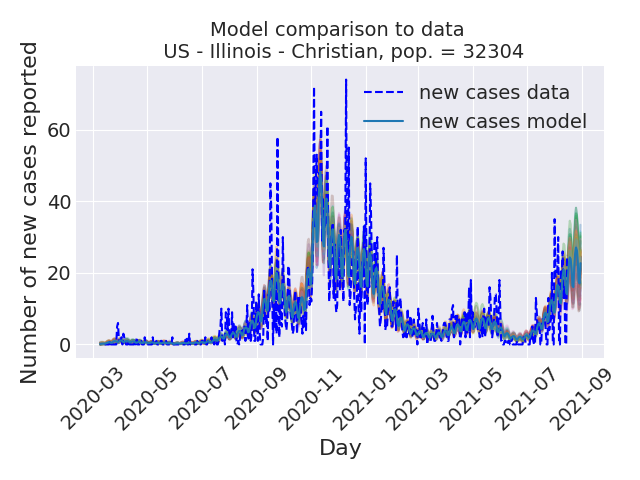 Model comparison to data
US - Illinois - Christian, pop. = 32304
Number of new cases reported
60
40
20
0
new cases data
new cases model
2020-03
2020-05
2020-07
2020-09
2020-11
2021-01
2021-03
2021-05
2021-07
2021-09
Day